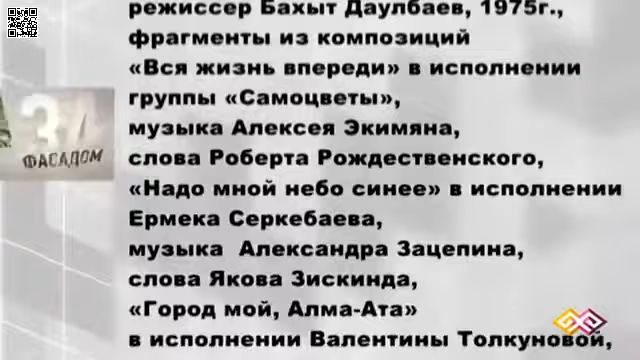 режиссер Бахыт Даулбаев, 1975г.,
фрагменты из композиций
«Вся жизнь впереди» в исполнении
группы «Самоцветы»,
музыка Алексея Экимяна,
слова Роберта Рождественского,
«Надо мной небо синее» в исполнении
Ермека Серкебаева,
музыка Александра Зацепина,
слова Якова Зискинда,
«Город мой, Алма-Ата»
в исполнении Валентины Толкуновой,
ФАСАДОМ